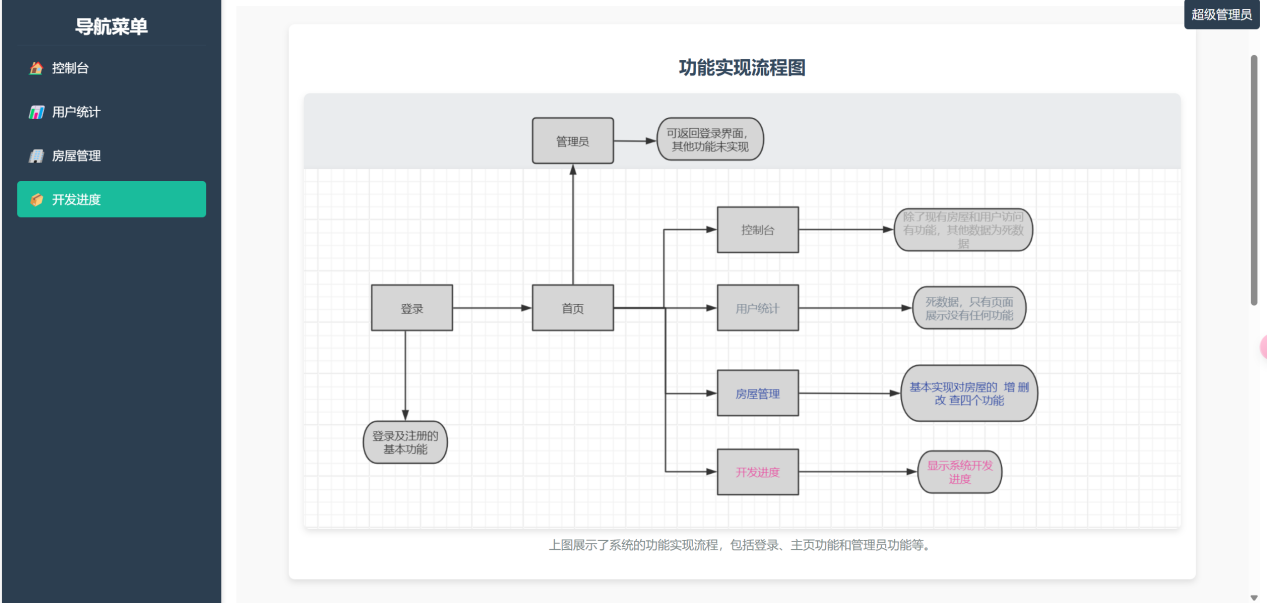 导航菜单
超级管理员
控制台
用户统计
房屋管理
开发进度
功能实现流程图
管理员
可返回登录界面，
其他功能未实现
控制台
除了现有房屋和用户访问
有功能，其他数据为死数
据
登录
首页
用户统计
死数据，只有页面
展示没有任何功能
房屋管理
基本实现对房屋的 增 删
改 查四个功能
登录及注册的
基本功能
开发进度
显示系统开发
进度
上图展示了系统的功能实现流程，包括登录、主页功能和管理员功能等。